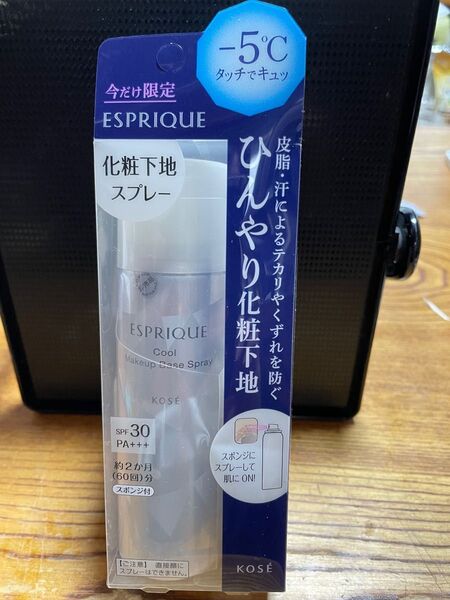 -5℃
タッチでキュッ
今だけ限定
ESPRIQUE
化粧下地
スプレー
皮脂・汗によるテカリやくずれを防ぐ
ひんやり化粧下地
ESPRIQUE
Cool
Makeup Base Spray
KOSÉ
SPF30
PA+++
約2か月
(60回)分
スポンジ付
スポンジに
スプレーして
肌にON!
【ご注意】 直接顔に
スプレーはできません。
KOSÉ